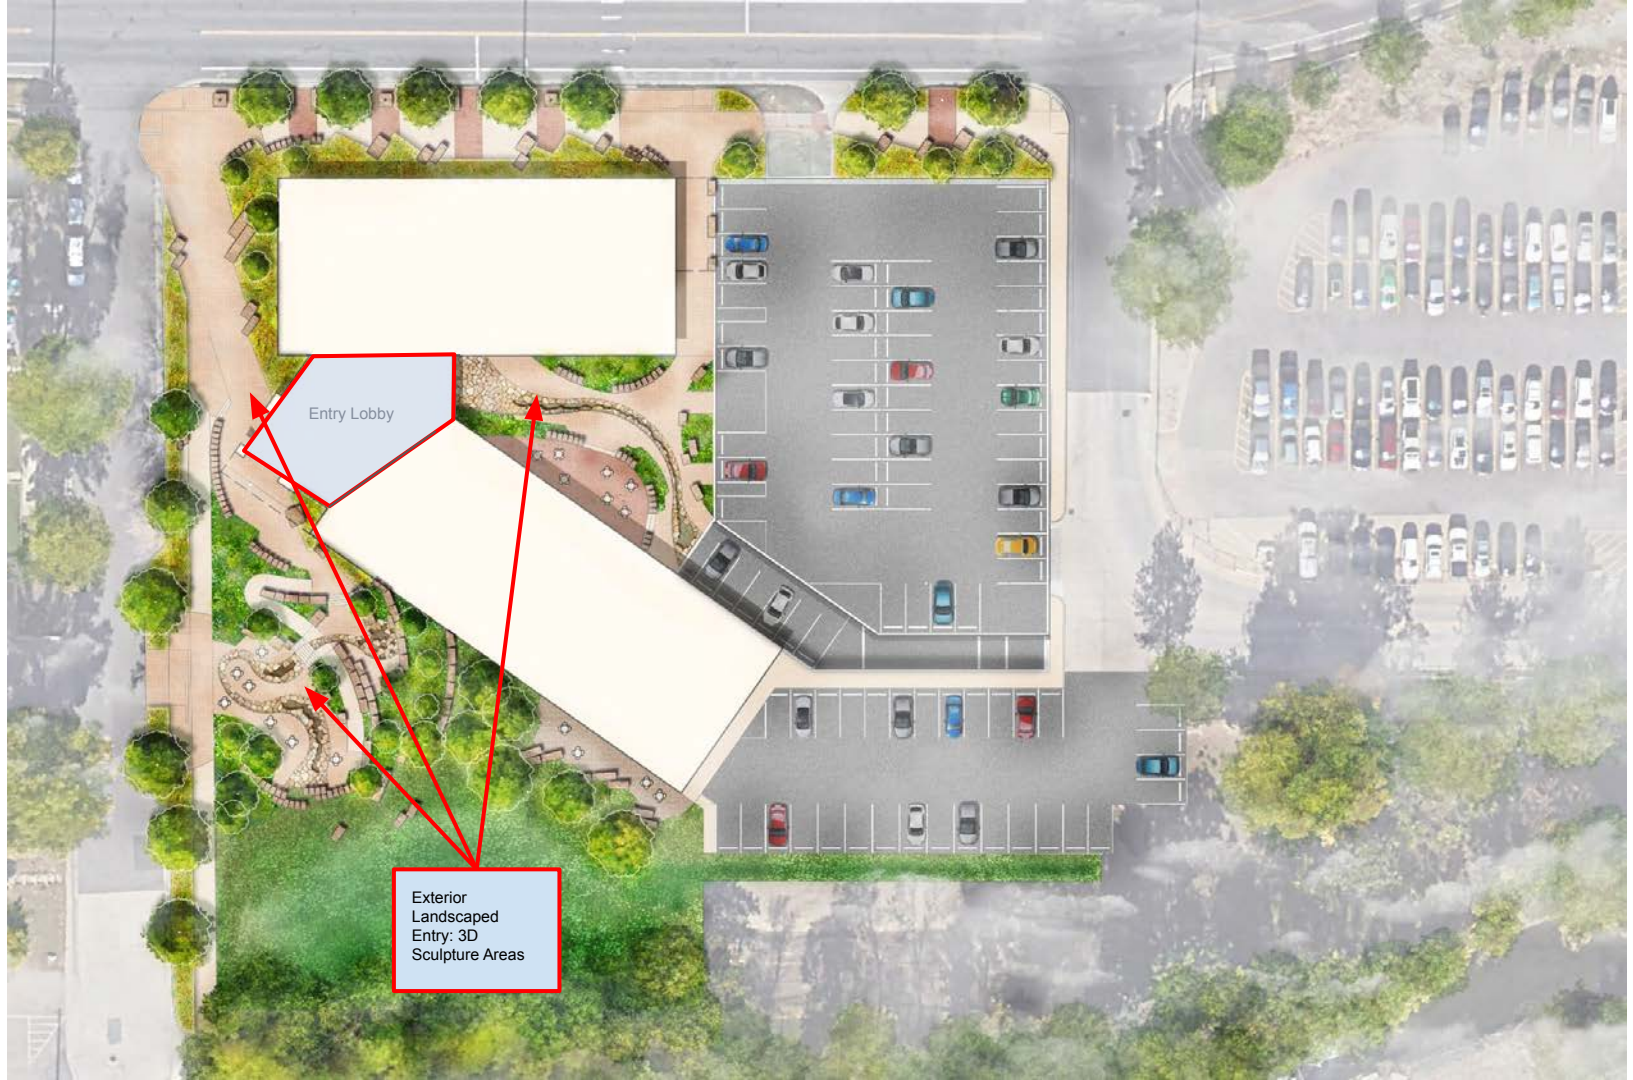 Entry Lobby
Exterior
Landscaped
Entry: 3D
Sculpture Areas